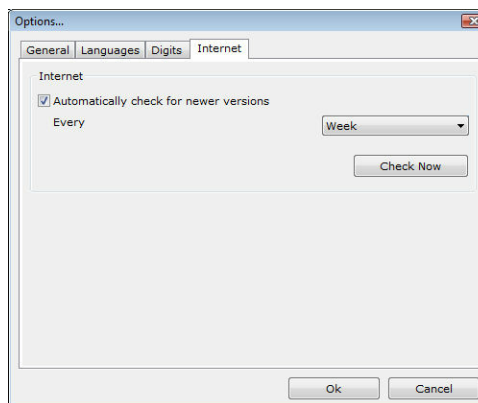 Options...
General Languages Digits Internet
Internet
Automatically check for newer versions
Every Week
Check Now
Ok Cancel